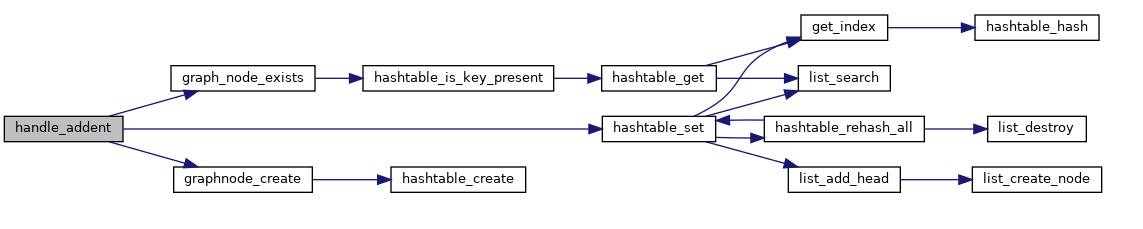 get_index
hashtable_hash
graph_node_exists
hashtable_is_key_present
hashtable_get
list_search
handle_addent
hashtable_set
hashtable_rehash_all
list_destroy
graphnode_create
hashtable_create
list_add_head
list_create_node